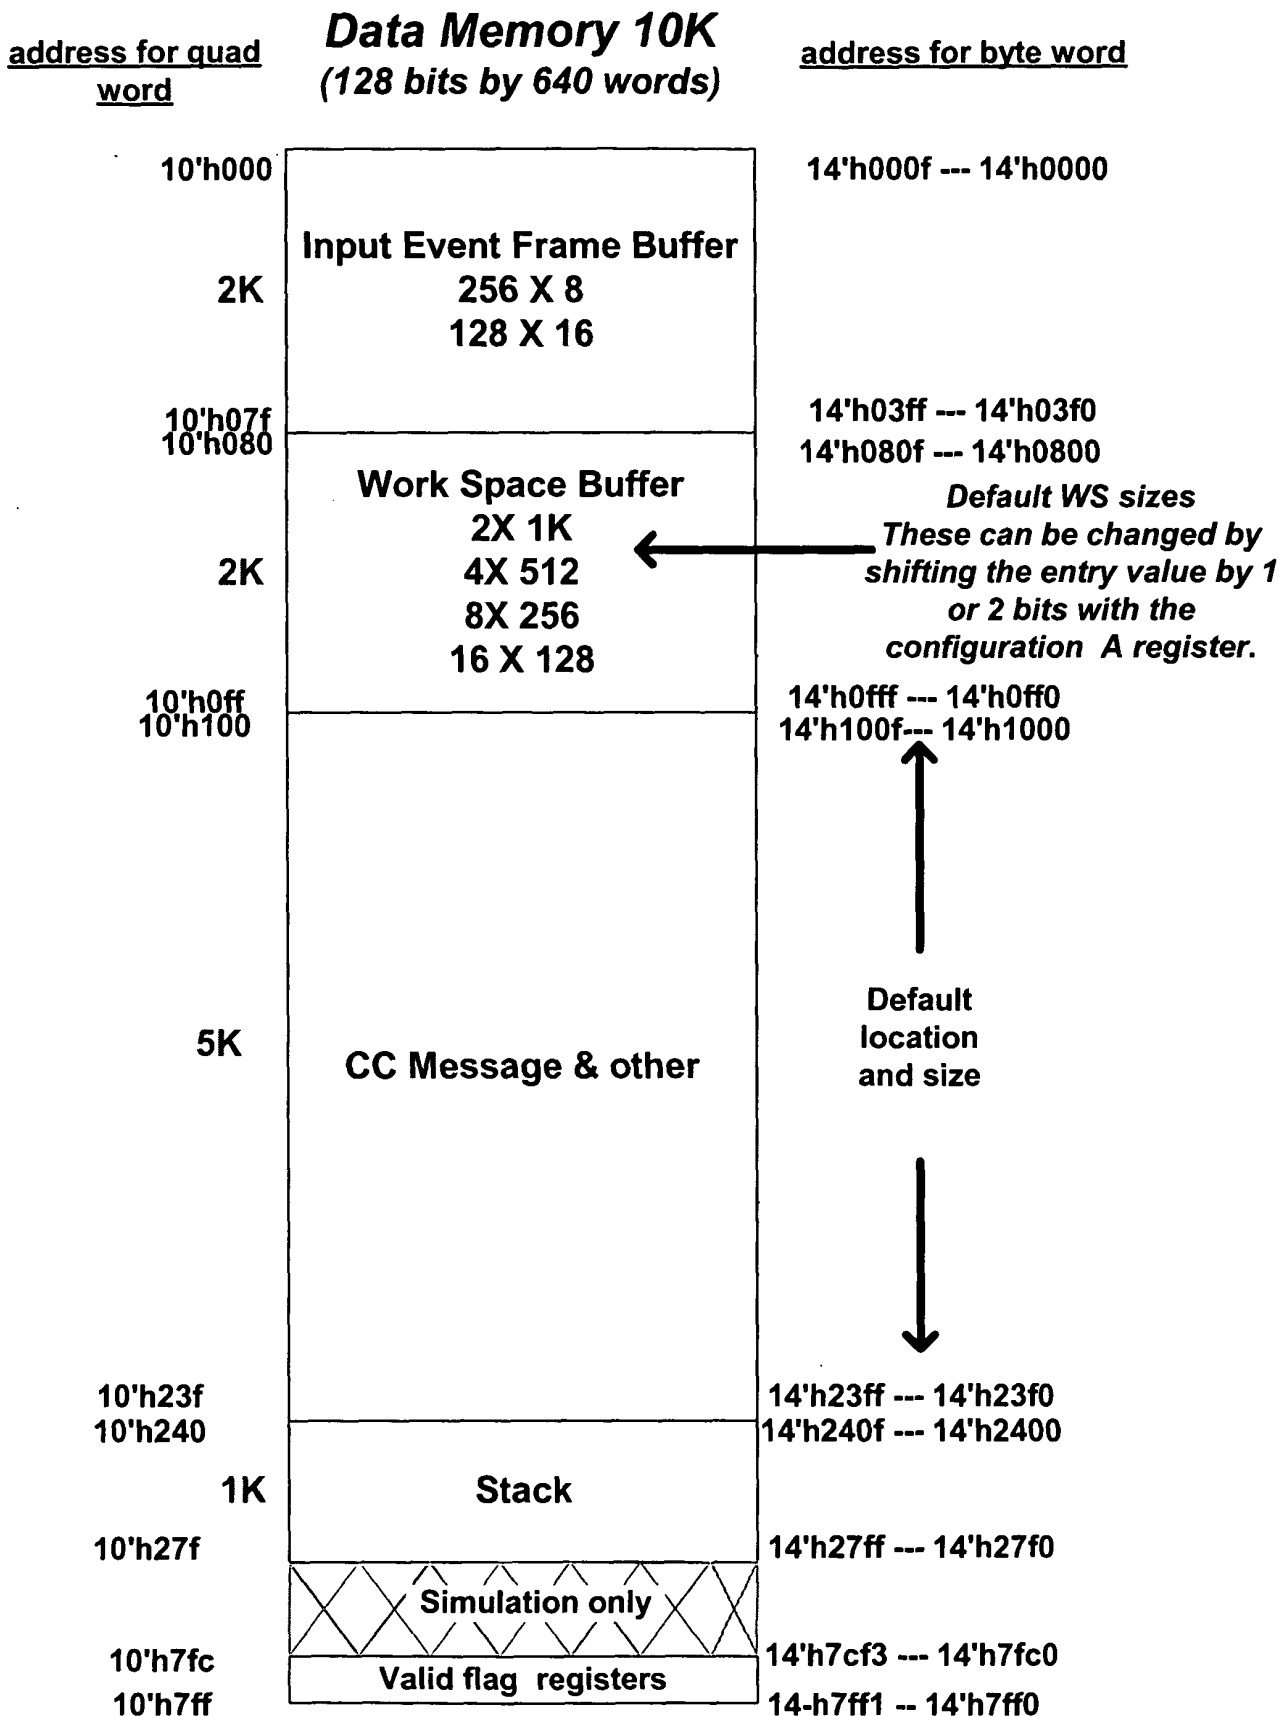 Data Memory 10K
(128 bits by 640 words)
address for quad
word
address for byte word
10'h000
14'h000f --- 14'h0000
Input Event Frame Buffer
2K
256 X 8
128 X 16
10'h07f
14'h03ff --- 14'h03f0
10'h080
14'h080f --- 14'h0800
Work Space Buffer
2X 1K
2K
4X 512
8X 256
16 X 128
Default WS sizes
These can be changed by
shifting the entry value by 1
or 2 bits with the
configuration A register.
10'h0ff
14'h0fff --- 14'h0ff0
10'h100
14'h100f--- 14'h1000
5K
CC Message & other
Default
location
and size
10'h23f
14'h23ff --- 14'h23f0
10'h240
14'h240f --- 14'h2400
1K
Stack
10'h27f
14'h27ff --- 14'h27f0
Simulation only
10'h7fc
14'h7cf3 --- 14'h7fc0
Valid flag registers
10'h7ff
14-h7ff1 -- 14'h7ff0